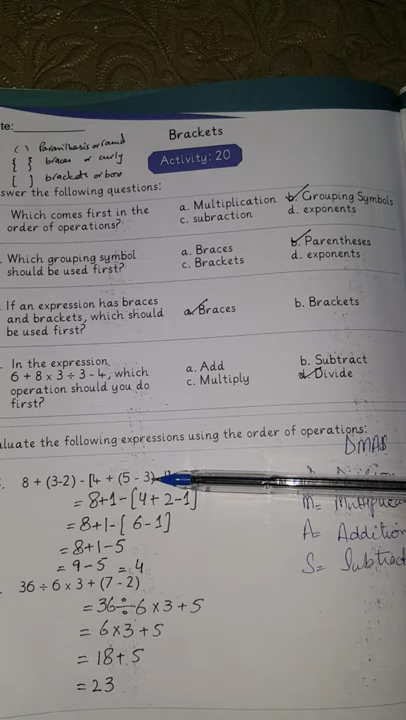 te:
Brackets
( ) Paranthasis or round
{ } braces or curly
[ ] brackets or box
Activity: 20
swer the following questions:
Which comes first in the order of operations?
a. Multiplication
b. Grouping Symbols
c. subraction
d. exponents
Which grouping symbol should be used first?
a. Braces
b. Parentheses
c. Brackets
d. exponents
If an expression has braces and brackets, which should be used first?
a. Braces
b. Brackets
In the expression, 6 + 8 x 3 ÷ 3 - 4, which operation should you do first?
a. Add
b. Subtract
c. Multiply
d. Divide
aluate the following expressions using the order of operations:
DMAS
8 + (3-2) - [4 + (5 - 3)
= 8+1-[4+2-1]
M=
= 8+1-[6-1]
A= Addition
= 8+1-5
S= Subtract
= 9-5 = 4
36 ÷ 6 x 3 + (7 - 2)
= 36÷6×3+5
= 6×3+5
= 18+5
= 23